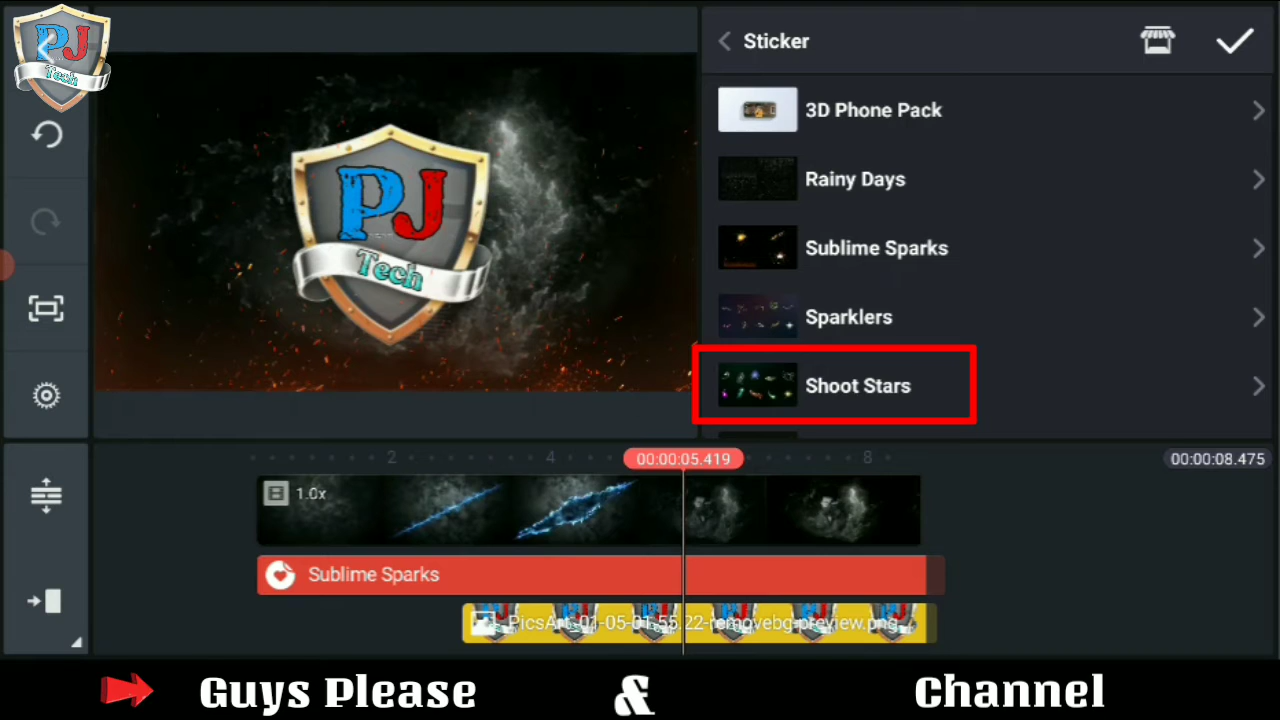 PJ
Tech
PJ
Tech
Sticker
3D Phone Pack
Rainy Days
Sublime Sparks
Sparklers
Shoot Stars
2
4
00:00:05.419
8
00:00:08.475
1.0x
Sublime Sparks
PicsArt_01-05-01.55.22-removebg-preview.png
Guys Please & Channel